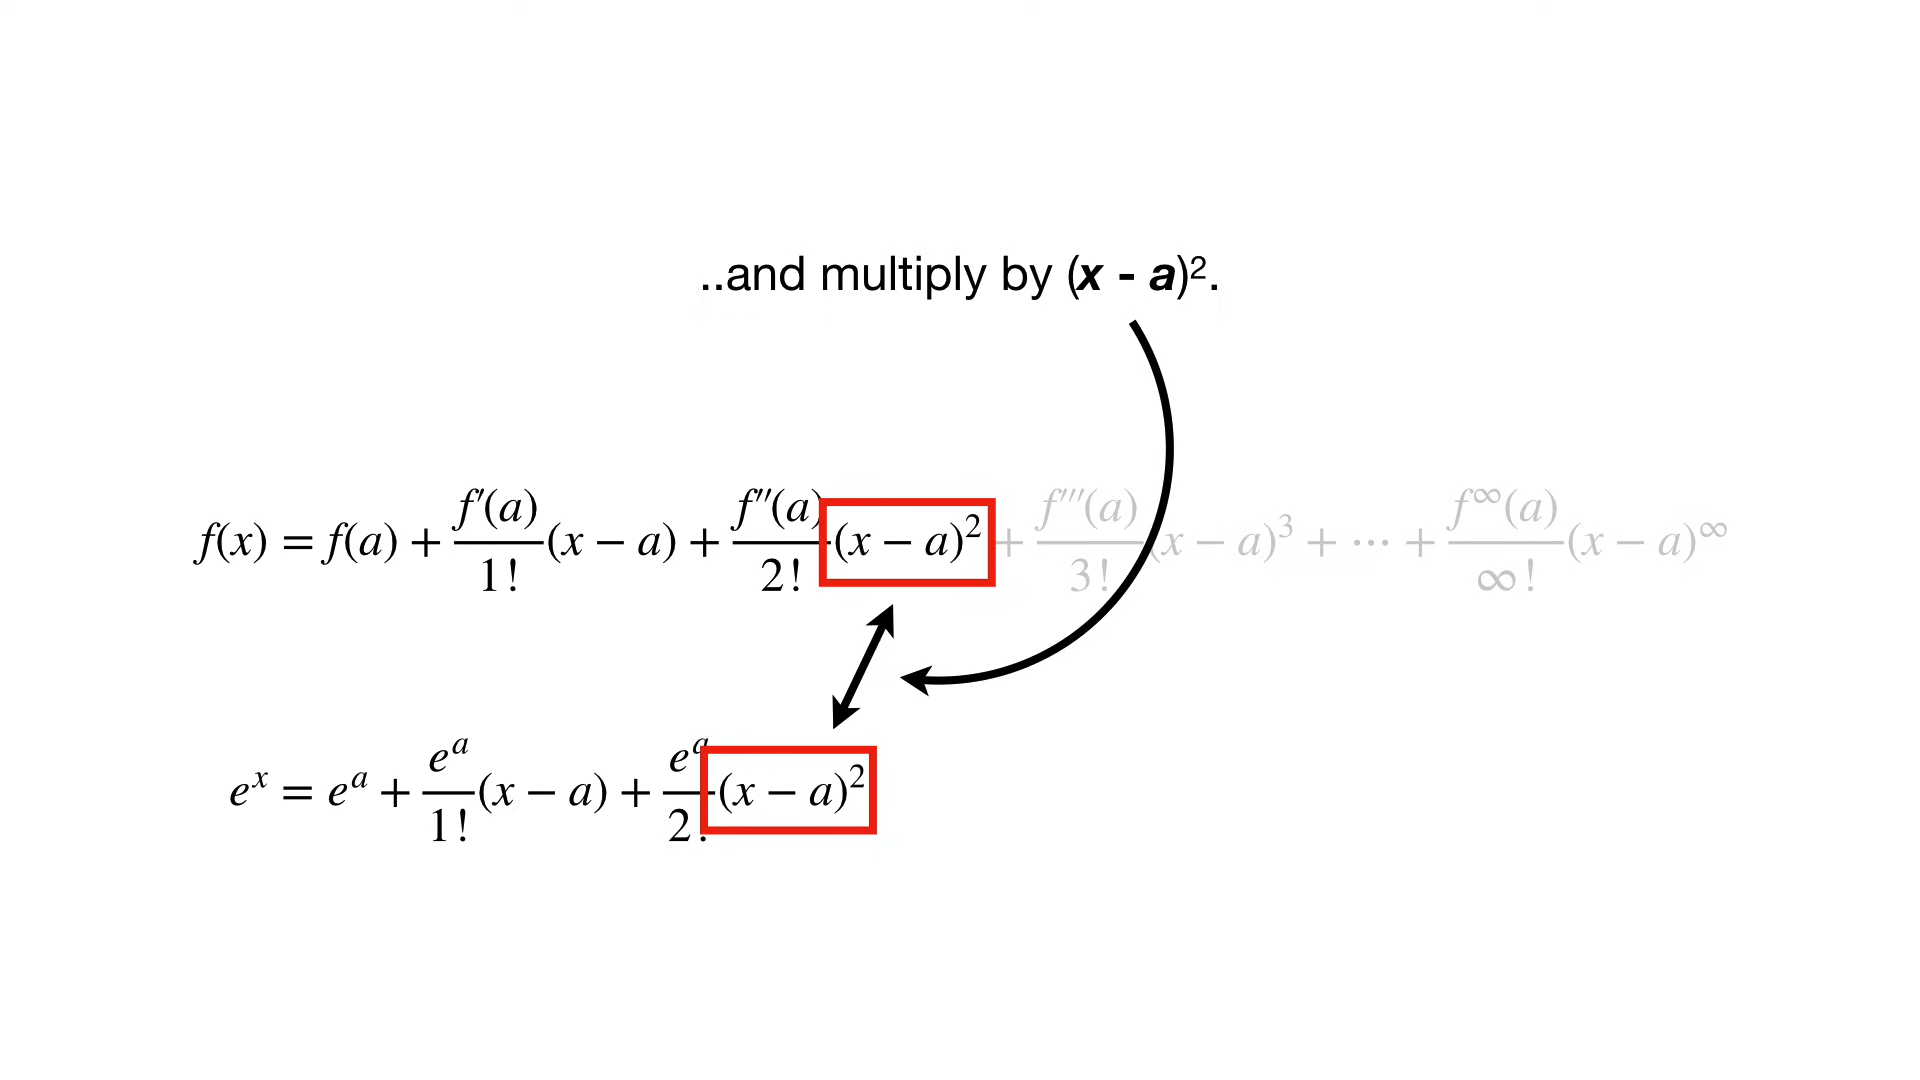 ..and multiply by (x - a)².
f(x) = f(a) + f′(a)/1! (x − a) + f″(a)/2! (x − a)² + f‴(a)/3! (x − a)³ + ⋯ + f^∞(a)/∞! (x − a)^∞
e^x = e^a + e^a/1! (x − a) + e^a/2! (x − a)²